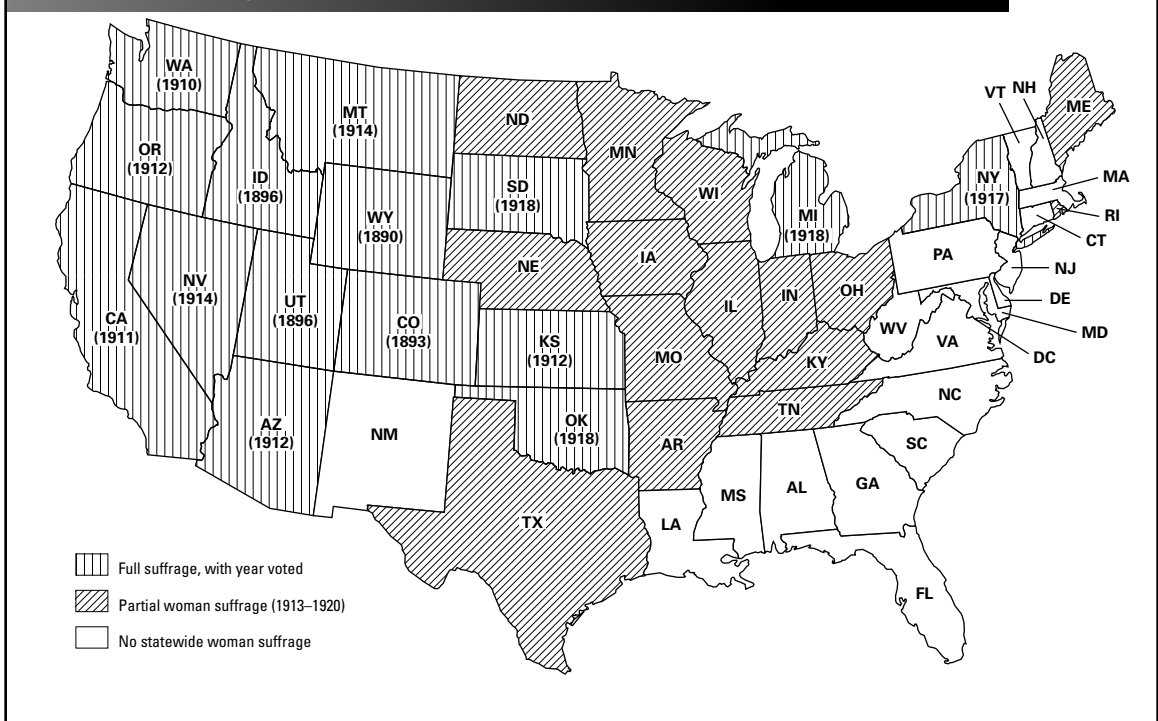 WA
(1910)
MT
(1914)
ND
MN
VT
NH
ME
OR
(1912)
ID
(1896)
SD
(1918)
WI
NY
(1917)
MA
WY
(1890)
MI
(1918)
RI
CT
NE
IA
PA
NJ
NV
(1914)
UT
(1896)
CO
(1893)
IL
IN
OH
DE
CA
(1911)
KS
(1912)
MO
WV
VA
MD
KY
DC
AZ
(1912)
NM
OK
(1918)
TN
NC
AR
SC
MS
AL
GA
TX
LA
FL
Full suffrage, with year voted
Partial woman suffrage (1913–1920)
No statewide woman suffrage